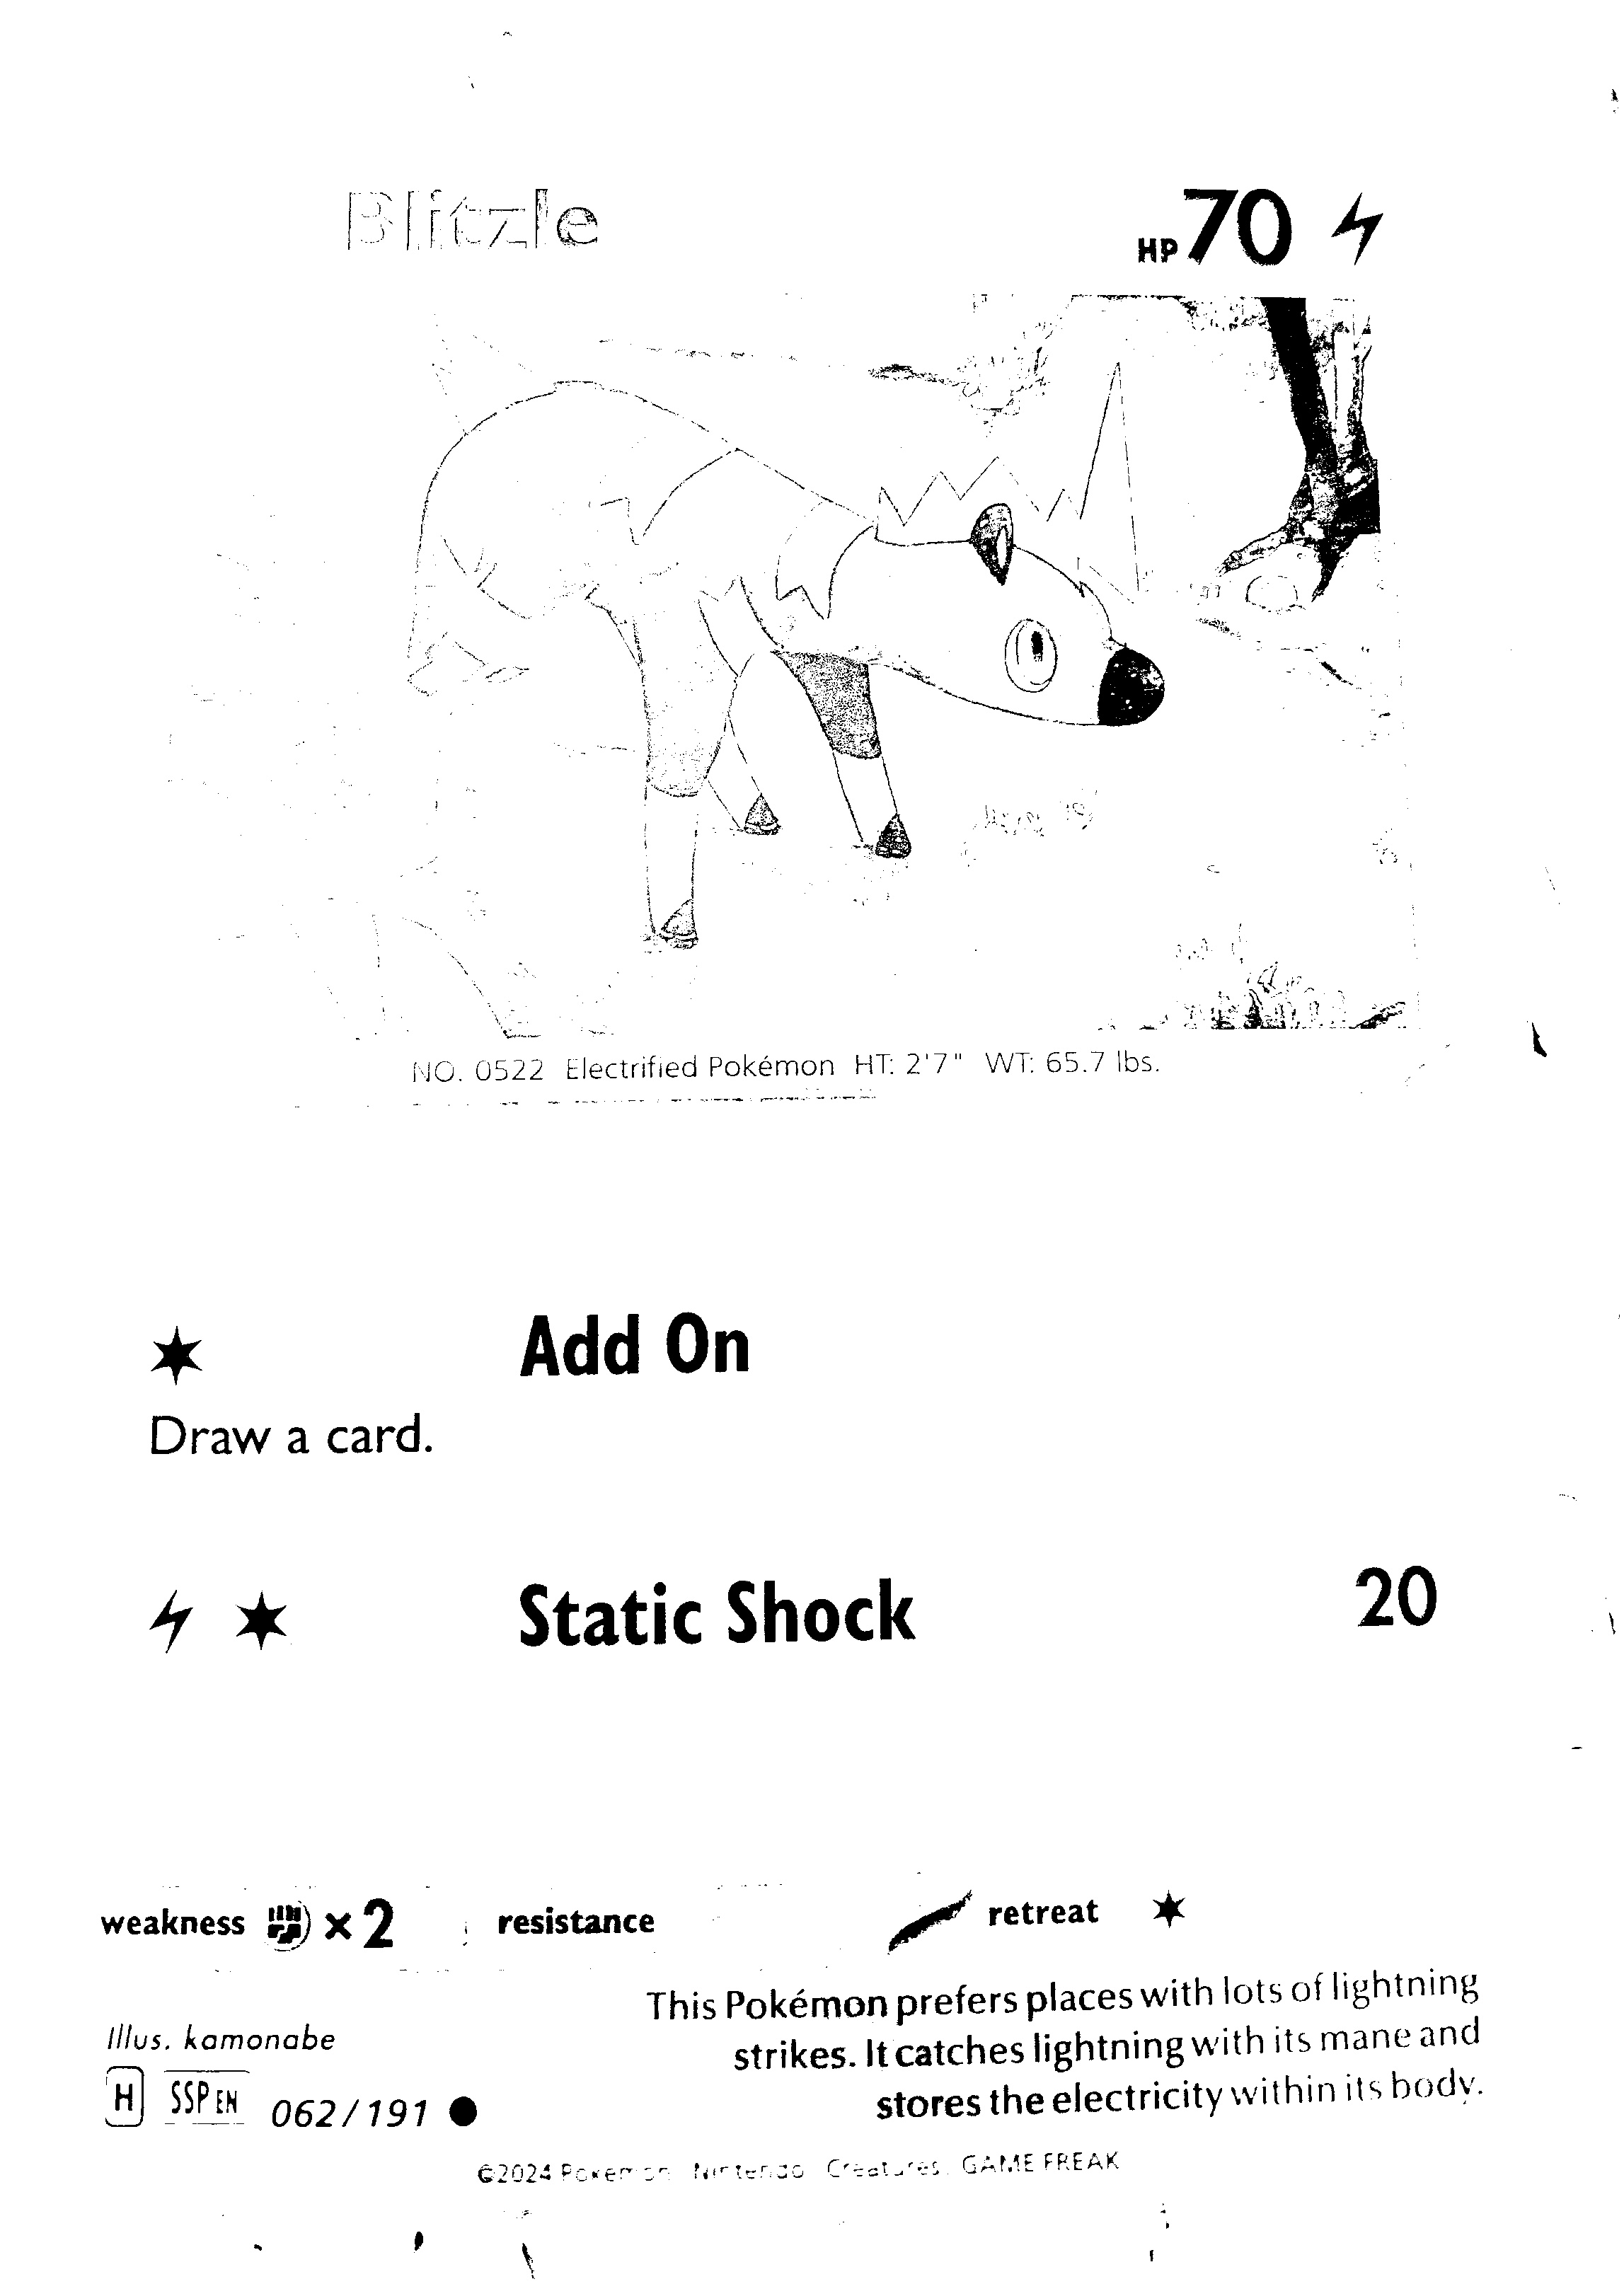 Blitzle HP 70
NO. 0522 Electrified Pokémon HT: 2'7" WT: 65.7 lbs.
Add On
Draw a card.
Static Shock 20
weakness ×2 resistance retreat
This Pokémon prefers places with lots of lightning
strikes. It catches lightning with its mane and
stores the electricity within its body.
Illus. kamonabe
H SSP EN 062/191
©2024 Pokémon / Nintendo / Creatures / GAME FREAK